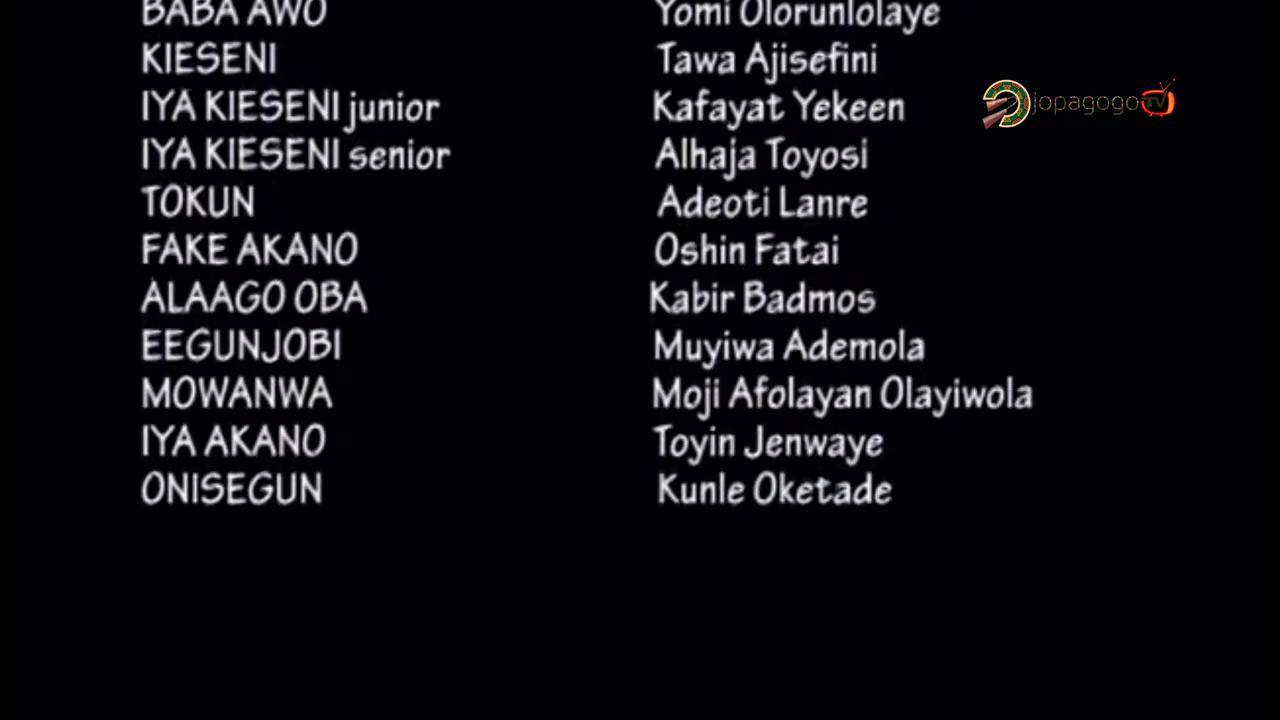 BABA AWO Yomi Olorunlolaye
KIESENI Tawa Ajisefini
IYA KIESENI junior Kafayat Yekeen
IYA KIESENI senior Alhaja Toyosi
TOKUN Adeoti Lanre
FAKE AKANO Oshin Fatai
ALAAGO OBA Kabir Badmos
EEGUNJOBI Muyiwa Ademola
MOWANWA Moji Afolayan Olayiwola
IYA AKANO Toyin Jenwaye
ONISEGUN Kunle Oketade
jopagogo TV